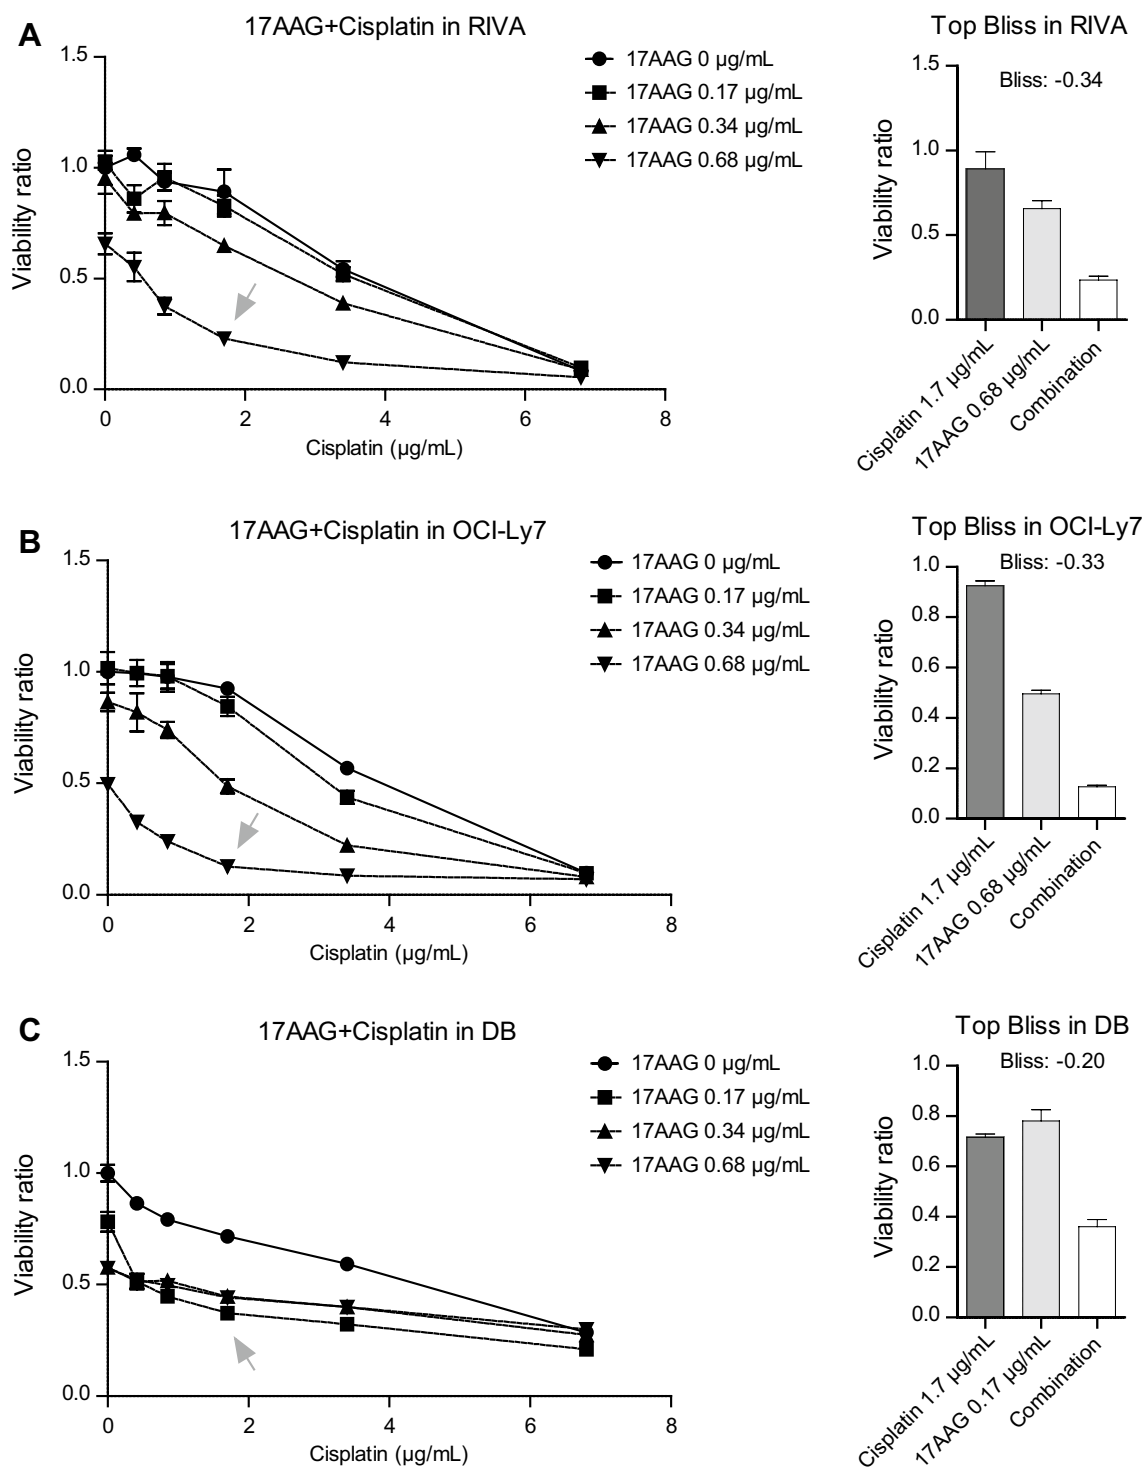 A
17AAG+Cisplatin in RIVA
1.5
1.0
0.5
0.0
Viability ratio
0 2 4 6 8
Cisplatin (µg/mL)
17AAG 0 µg/mL
17AAG 0.17 µg/mL
17AAG 0.34 µg/mL
17AAG 0.68 µg/mL
Top Bliss in RIVA
Bliss: -0.34
1.5
1.0
0.5
0.0
Viability ratio
Cisplatin 1.7 µg/mL
17AAG 0.68 µg/mL
Combination
B
17AAG+Cisplatin in OCI-Ly7
1.5
1.0
0.5
0.0
Viability ratio
0 2 4 6 8
Cisplatin (µg/mL)
17AAG 0 µg/mL
17AAG 0.17 µg/mL
17AAG 0.34 µg/mL
17AAG 0.68 µg/mL
Top Bliss in OCI-Ly7
Bliss: -0.33
1.0
0.8
0.6
0.4
0.2
0.0
Viability ratio
Cisplatin 1.7 µg/mL
17AAG 0.68 µg/mL
Combination
C
17AAG+Cisplatin in DB
1.5
1.0
0.5
0.0
Viability ratio
0 2 4 6 8
Cisplatin (µg/mL)
17AAG 0 µg/mL
17AAG 0.17 µg/mL
17AAG 0.34 µg/mL
17AAG 0.68 µg/mL
Top Bliss in DB
Bliss: -0.20
1.0
0.8
0.6
0.4
0.2
0.0
Viability ratio
Cisplatin 1.7 µg/mL
17AAG 0.17 µg/mL
Combination